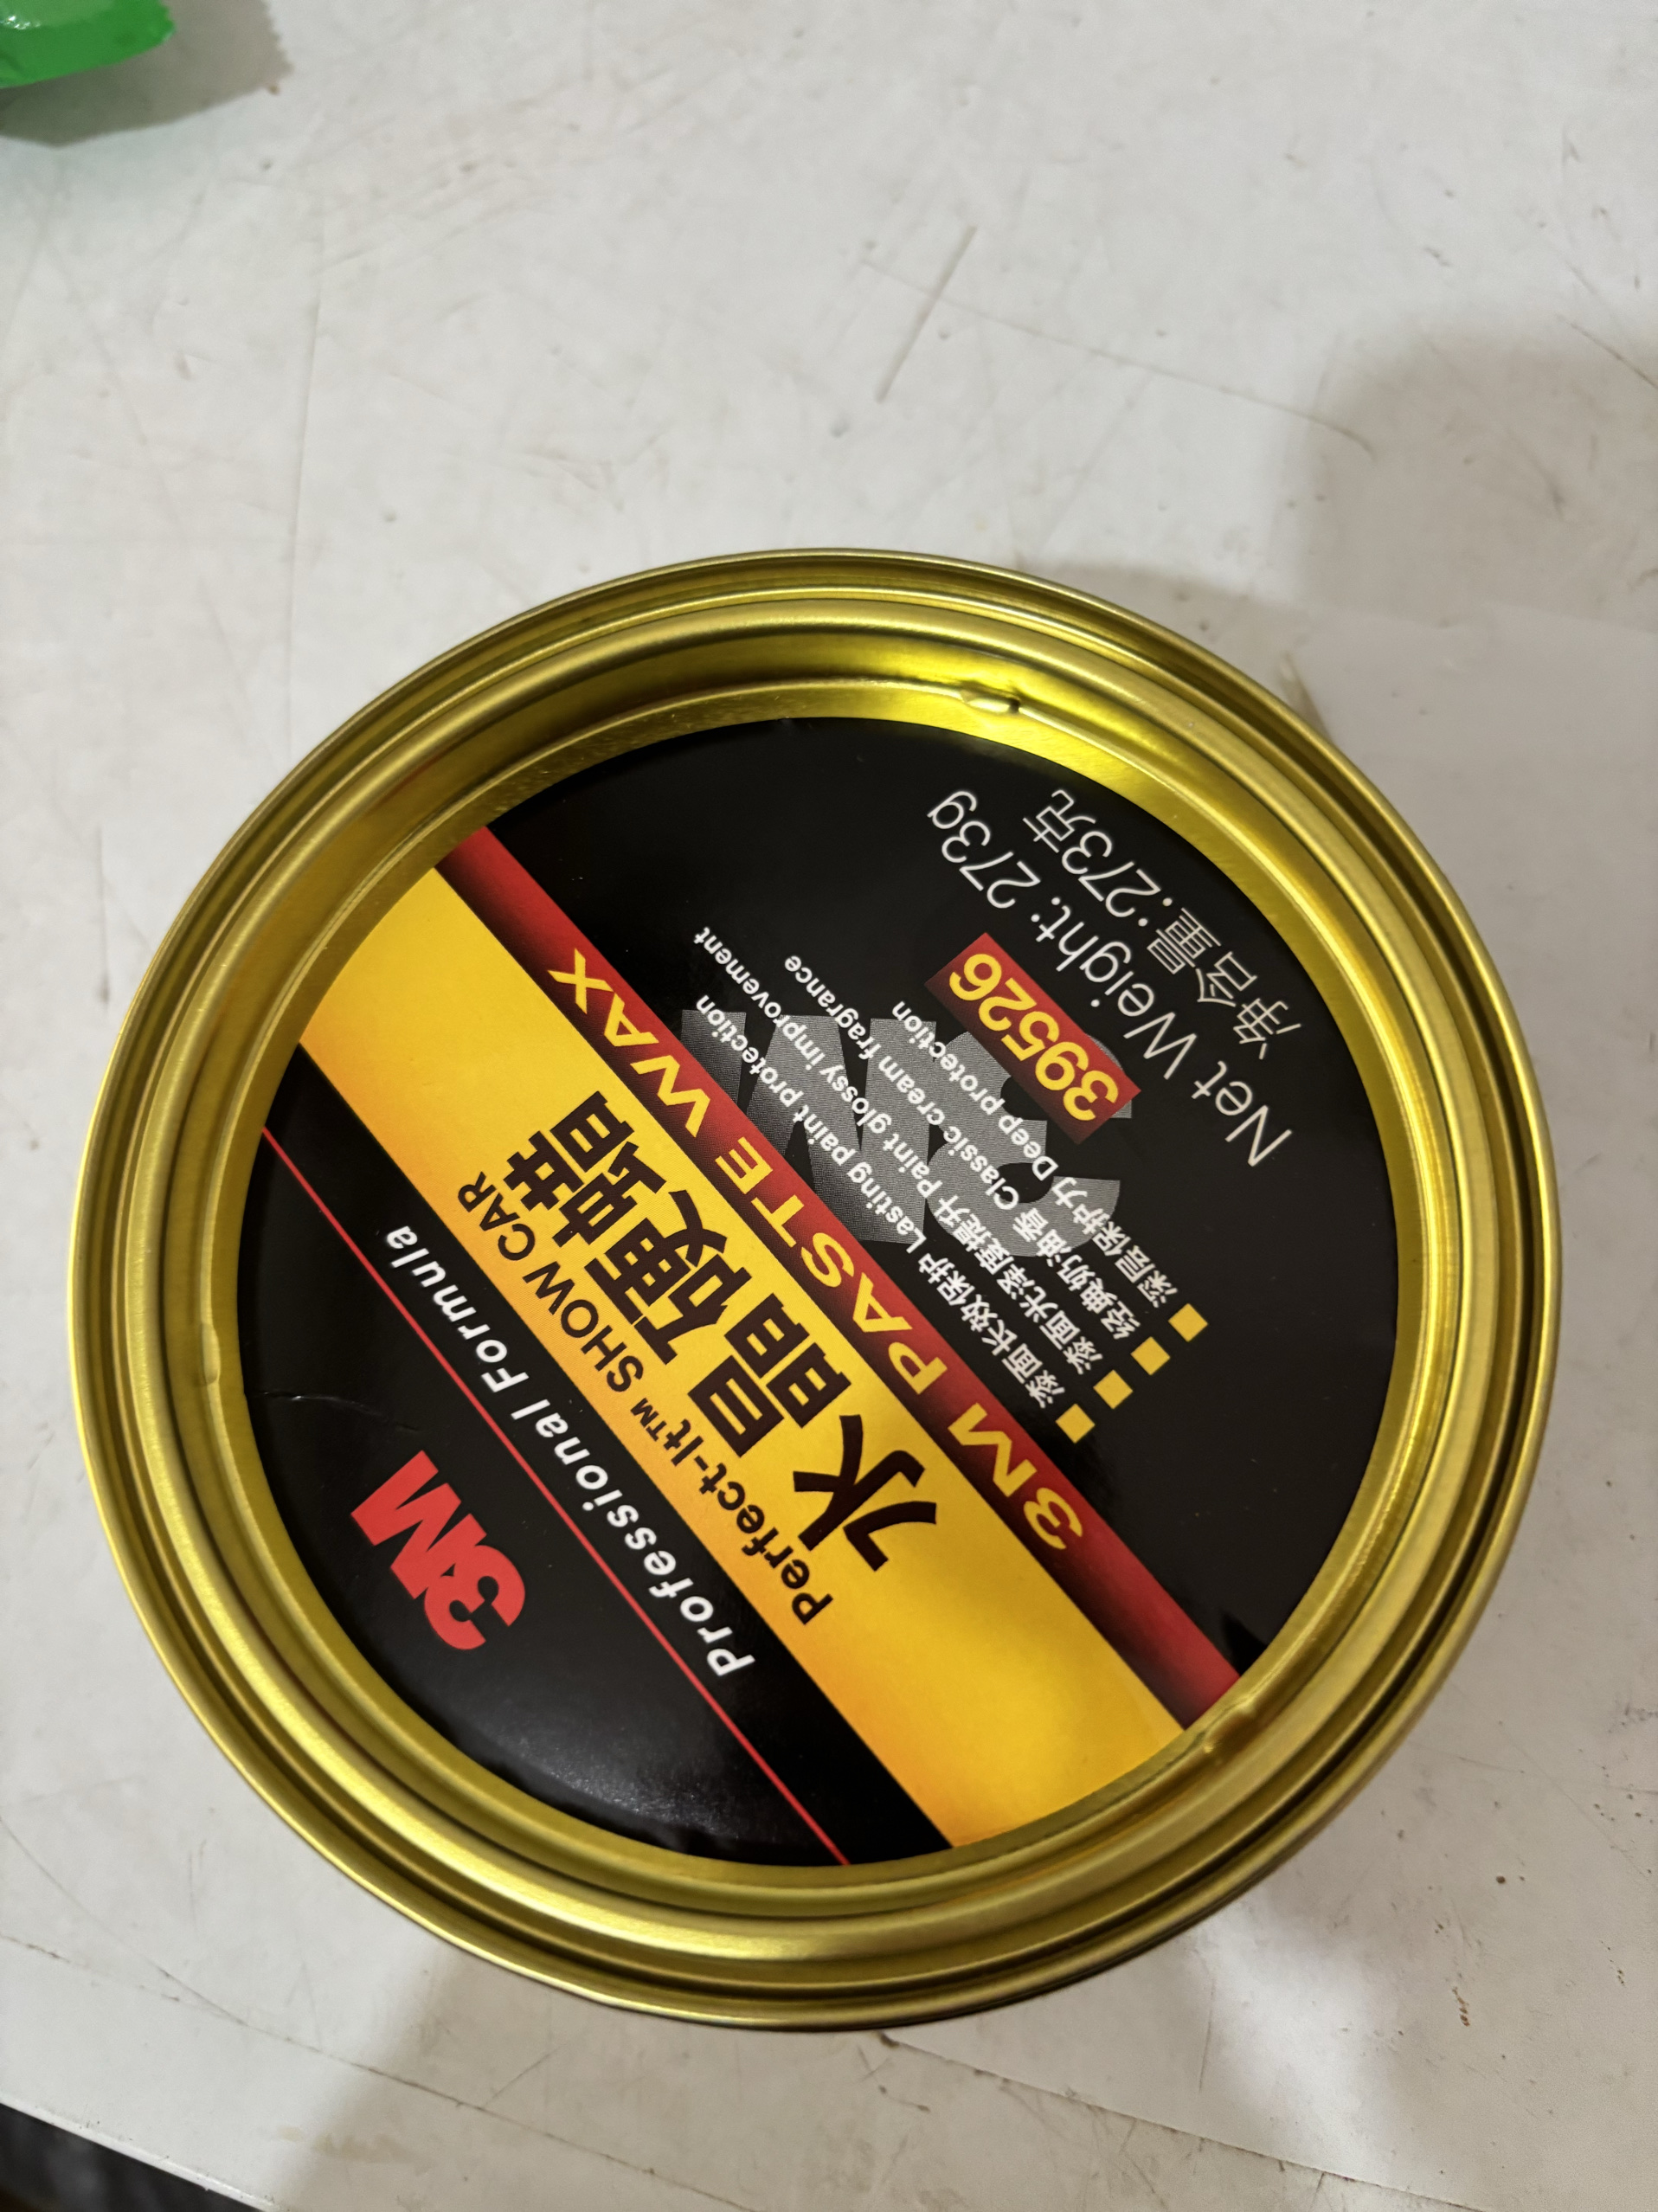 3M
Professional Formula
Perfect-It™ SHOW CAR
水晶硬蜡
3M PASTE WAX
3M
漆面长效保护 Lasting paint protection
漆面光泽度提升 Paint glossy improvement
经典奶油香 Classic cream fragrance
深层保护力 Deep protection
39526
Net Weight: 273g
净含量:273克